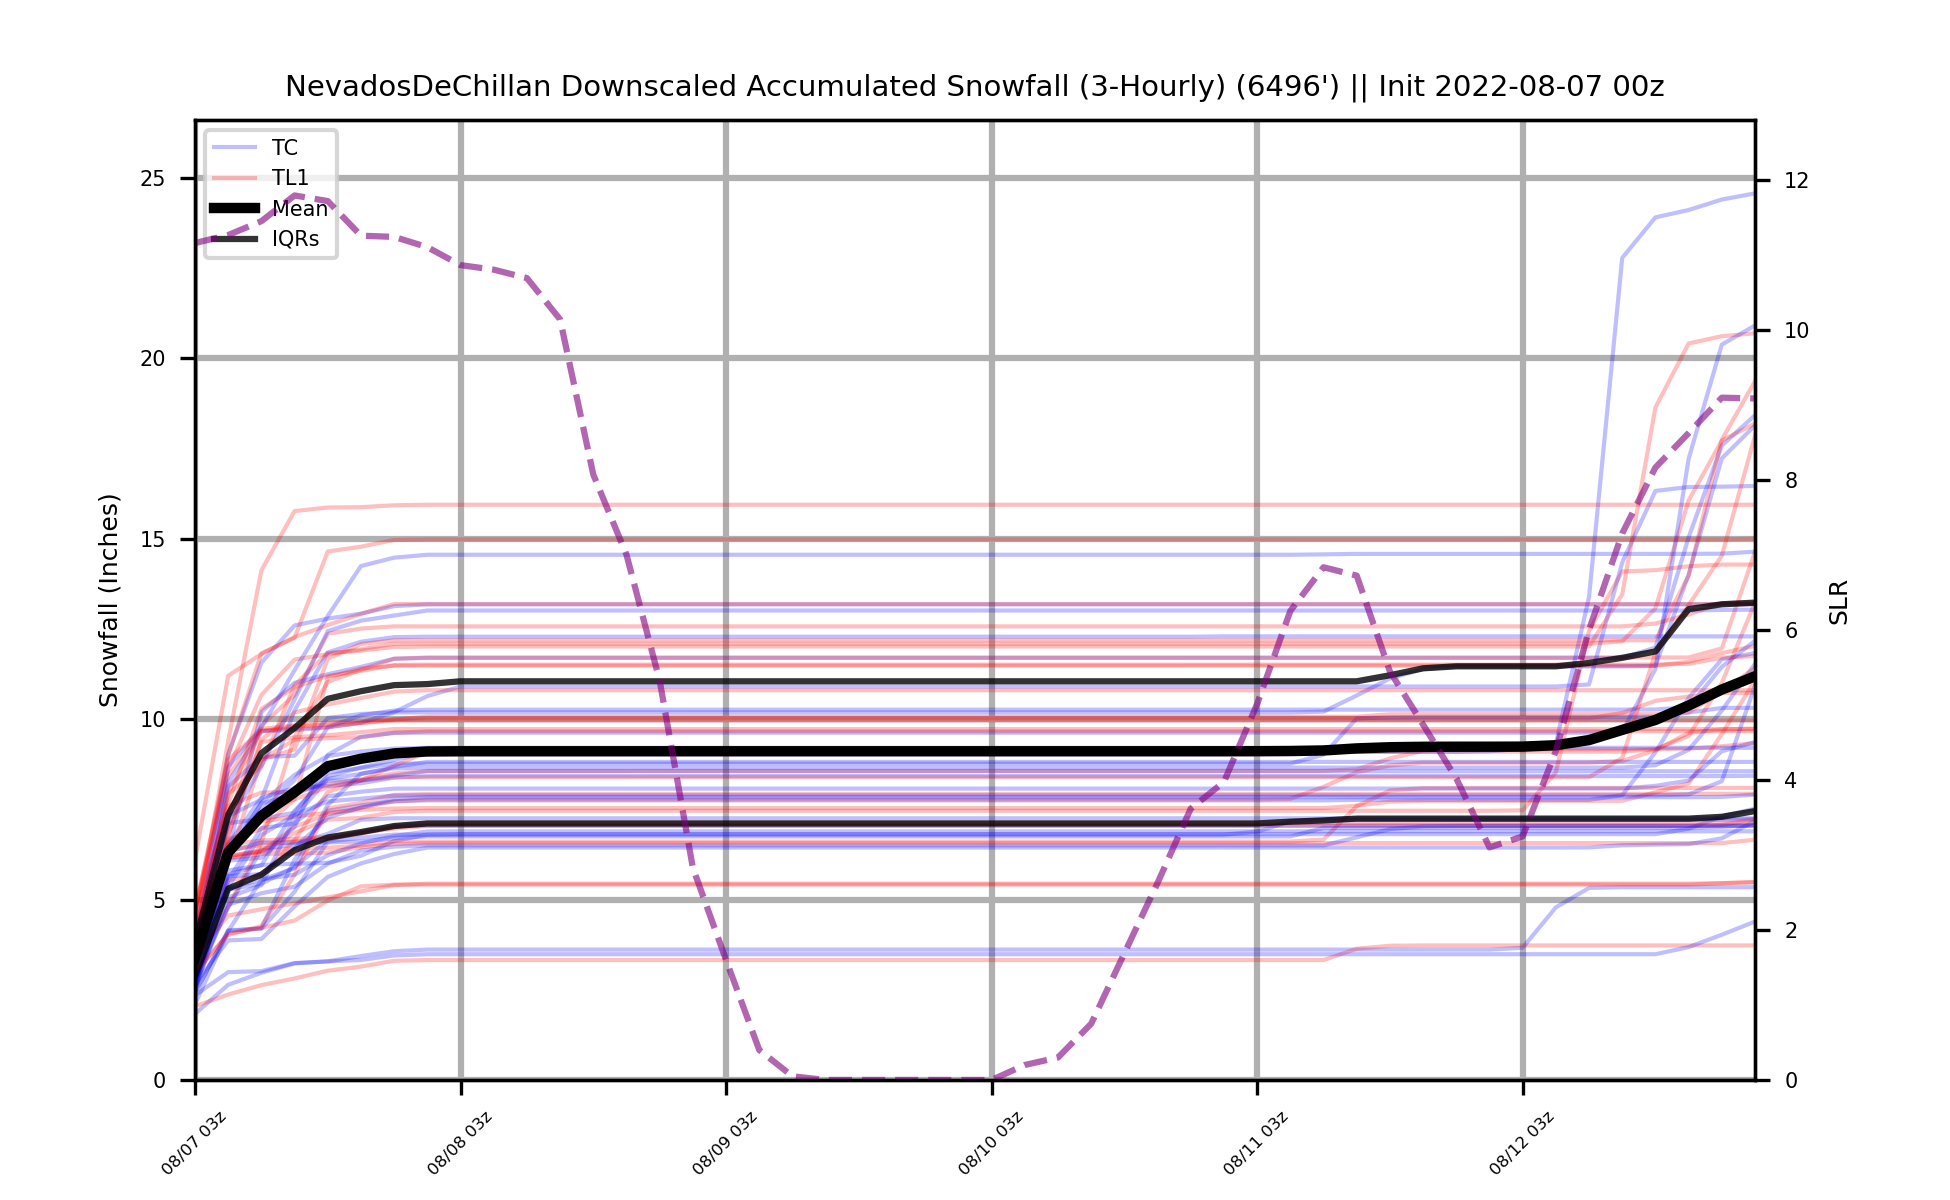 NevadosDeChillan Downscaled Accumulated Snowfall (3-Hourly) (6496') || Init 2022-08-07 00z
TC
TL1
Mean
IQRs
25
20
15
10
5
0
Snowfall (Inches)
12
10
8
6
4
2
0
SLR
08/07 03z
08/08 03z
08/09 03z
08/10 03z
08/11 03z
08/12 03z